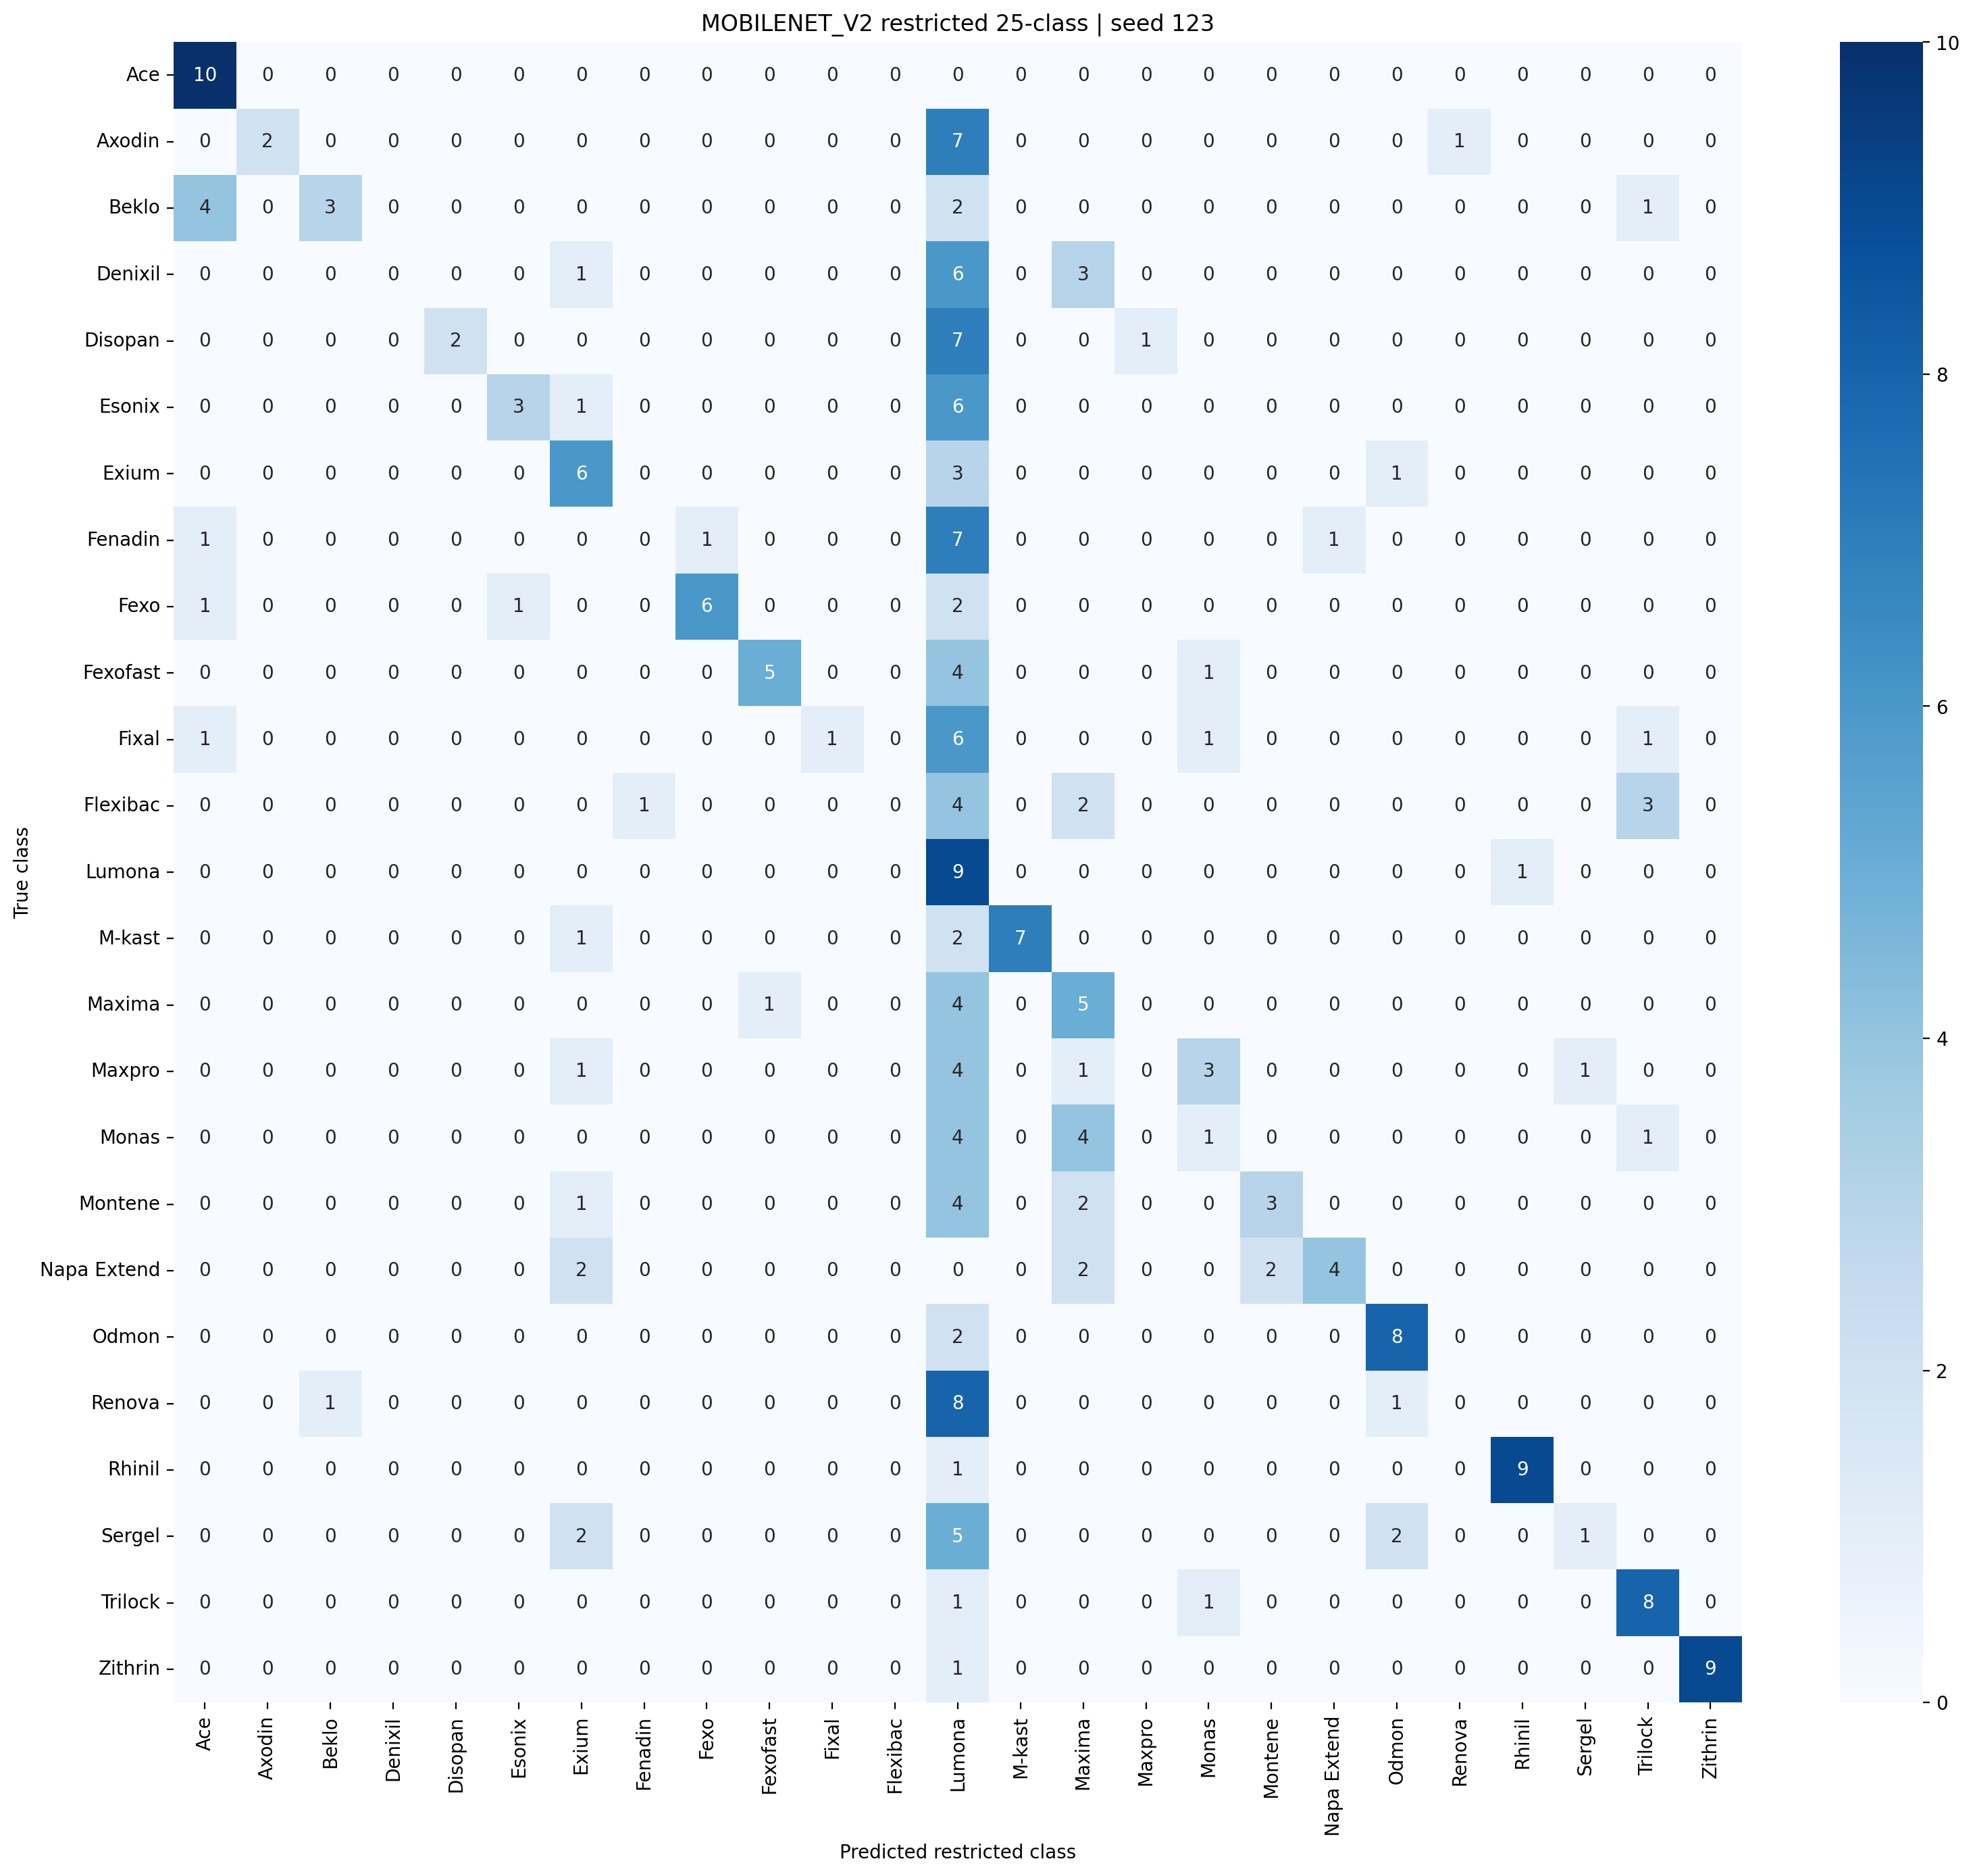 MOBILENET_V2 restricted 25-class | seed 123
Ace 10 0 0 0 0 0 0 0 0 0 0 0 0 0 0 0 0 0 0 0 0 0 0 0 0
Axodin 0 2 0 0 0 0 0 0 0 0 0 0 7 0 0 0 0 0 0 0 1 0 0 0 0
Beklo 4 0 3 0 0 0 0 0 0 0 0 0 2 0 0 0 0 0 0 0 0 0 0 1 0
Denixil 0 0 0 0 0 0 1 0 0 0 0 0 6 0 3 0 0 0 0 0 0 0 0 0 0
Disopan 0 0 0 0 2 0 0 0 0 0 0 0 7 0 0 1 0 0 0 0 0 0 0 0 0
Esonix 0 0 0 0 0 3 1 0 0 0 0 0 6 0 0 0 0 0 0 0 0 0 0 0 0
Exium 0 0 0 0 0 0 6 0 0 0 0 0 3 0 0 0 0 0 0 1 0 0 0 0 0
Fenadin 1 0 0 0 0 0 0 0 1 0 0 0 7 0 0 0 0 0 1 0 0 0 0 0 0
Fexo 1 0 0 0 0 1 0 0 6 0 0 0 2 0 0 0 0 0 0 0 0 0 0 0 0
Fexofast 0 0 0 0 0 0 0 0 0 5 0 0 4 0 0 0 1 0 0 0 0 0 0 0 0
Fixal 1 0 0 0 0 0 0 0 0 0 1 0 6 0 0 0 1 0 0 0 0 0 0 1 0
Flexibac 0 0 0 0 0 0 0 1 0 0 0 0 4 0 2 0 0 0 0 0 0 0 0 3 0
Lumona 0 0 0 0 0 0 0 0 0 0 0 0 9 0 0 0 0 0 0 0 0 1 0 0 0
M-kast 0 0 0 0 0 0 1 0 0 0 0 0 2 7 0 0 0 0 0 0 0 0 0 0 0
Maxima 0 0 0 0 0 0 0 0 0 1 0 0 4 0 5 0 0 0 0 0 0 0 0 0 0
Maxpro 0 0 0 0 0 0 1 0 0 0 0 0 4 0 1 0 3 0 0 0 0 0 1 0 0
Monas 0 0 0 0 0 0 0 0 0 0 0 0 4 0 4 0 1 0 0 0 0 0 0 1 0
Montene 0 0 0 0 0 0 1 0 0 0 0 0 4 0 2 0 0 3 0 0 0 0 0 0 0
Napa Extend 0 0 0 0 0 0 2 0 0 0 0 0 0 0 2 0 0 2 4 0 0 0 0 0 0
Odmon 0 0 0 0 0 0 0 0 0 0 0 0 2 0 0 0 0 0 0 8 0 0 0 0 0
Renova 0 0 1 0 0 0 0 0 0 0 0 0 8 0 0 0 0 0 0 1 0 0 0 0 0
Rhinil 0 0 0 0 0 0 0 0 0 0 0 0 1 0 0 0 0 0 0 0 0 9 0 0 0
Sergel 0 0 0 0 0 0 2 0 0 0 0 0 5 0 0 0 0 0 0 2 0 0 1 0 0
Trilock 0 0 0 0 0 0 0 0 0 0 0 0 1 0 0 0 1 0 0 0 0 0 0 8 0
Zithrin 0 0 0 0 0 0 0 0 0 0 0 0 1 0 0 0 0 0 0 0 0 0 0 0 9
True class
Ace Axodin Beklo Denixil Disopan Esonix Exium Fenadin Fexo Fexofast Fixal Flexibac Lumona M-kast Maxima Maxpro Monas Montene Napa Extend Odmon Renova Rhinil Sergel Trilock Zithrin
Predicted restricted class
10
8
6
4
2
0